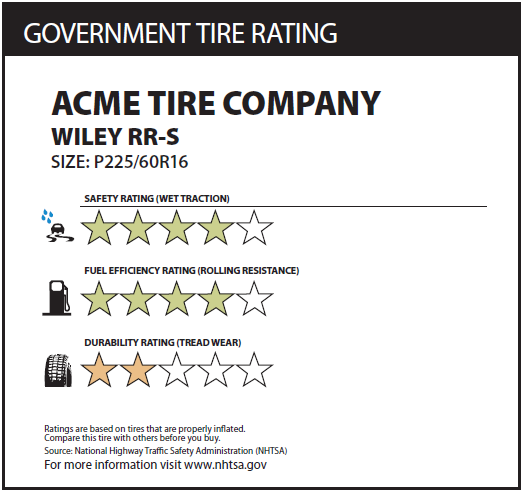 GOVERNMENT TIRE RATING
ACME TIRE COMPANY
WILEY RR-S
SIZE: P225/60R16
SAFETY RATING (WET TRACTION)
FUEL EFFICIENCY RATING (ROLLING RESISTANCE)
DURABILITY RATING (TREAD WEAR)
Ratings are based on tires that are properly inflated.
Compare this tire with others before you buy.
Source: National Highway Traffic Safety Administration (NHTSA)
For more information visit www.nhtsa.gov